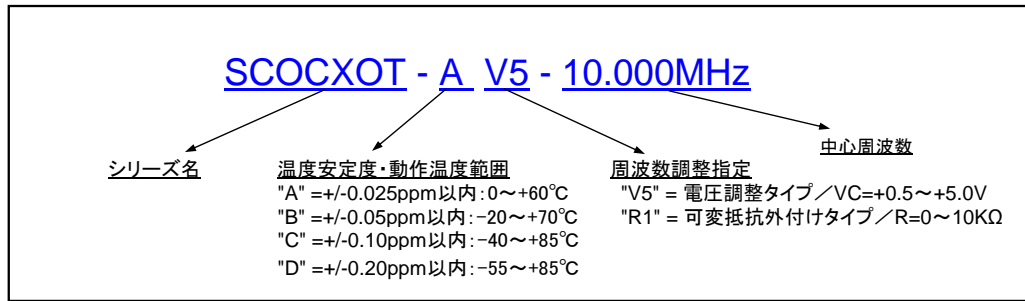 SCOCXOT - A V5 - 10.000MHz
シリーズ名
温度安定度・動作温度範囲
"A" =+/-0.025ppm以内:0～+60℃
"B" =+/-0.05ppm以内:-20～+70℃
"C" =+/-0.10ppm以内:-40～+85℃
"D" =+/-0.20ppm以内:-55～+85℃
周波数調整指定
"V5" = 電圧調整タイプ／VC=+0.5～+5.0V
"R1" = 可変抵抗外付けタイプ／R=0～10KΩ
中心周波数